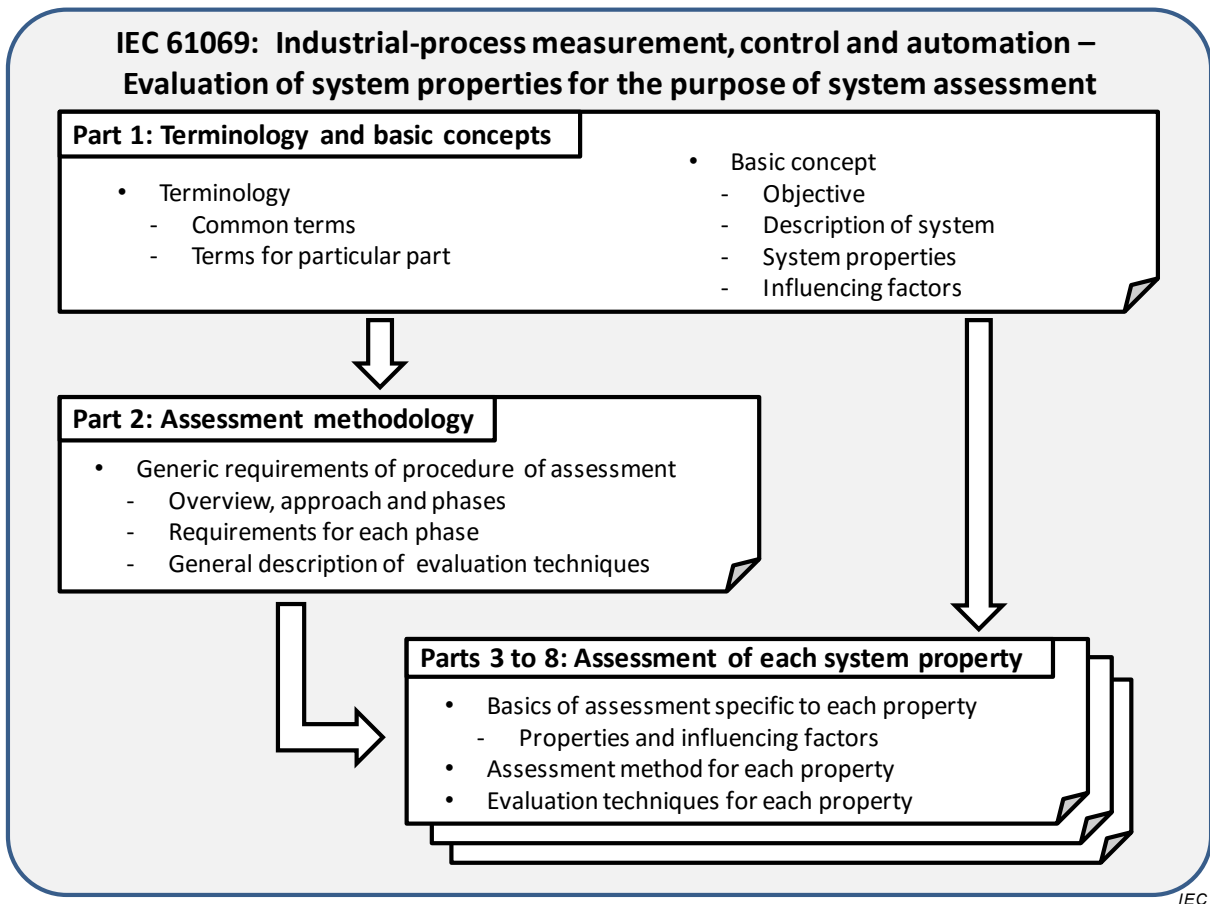 IEC 61069: Industrial-process measurement, control and automation –
Evaluation of system properties for the purpose of system assessment
Part 1: Terminology and basic concepts
• Terminology
- Common terms
- Terms for particular part
• Basic concept
- Objective
- Description of system
- System properties
- Influencing factors
Part 2: Assessment methodology
• Generic requirements of procedure of assessment
- Overview, approach and phases
- Requirements for each phase
- General description of evaluation techniques
Parts 3 to 8: Assessment of each system property
• Basics of assessment specific to each property
- Properties and influencing factors
• Assessment method for each property
• Evaluation techniques for each property
IEC